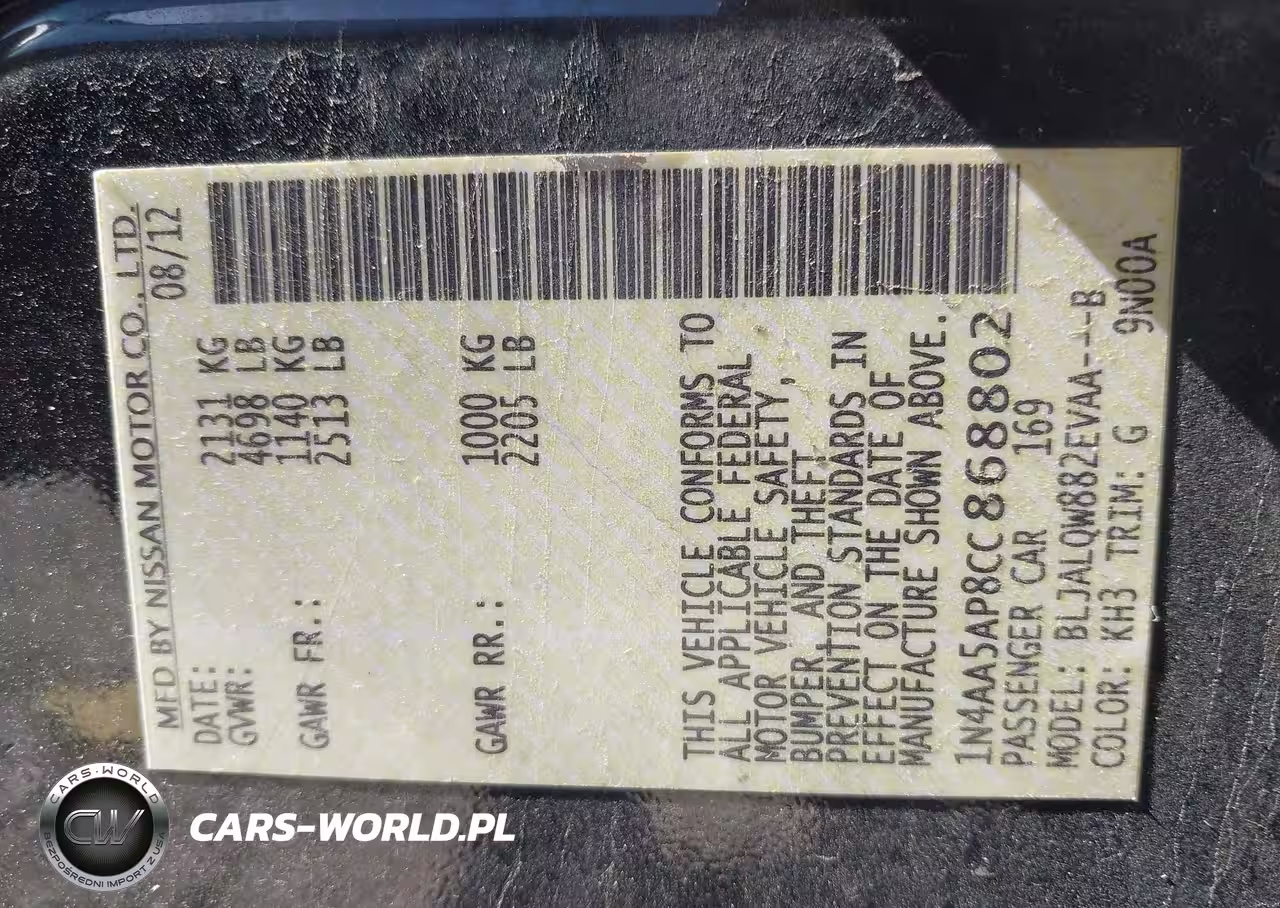 MFD BY NISSAN MOTOR CO., LTD.
DATE: 08/12
GVWR: 2131 KG
4698 LB
GAWR FR.: 1140 KG
2513 LB
GAWR RR.: 1000 KG
2205 LB
THIS VEHICLE CONFORMS TO
ALL APPLICABLE FEDERAL
MOTOR VEHICLE SAFETY,
BUMPER, AND THEFT
PREVENTION STANDARDS IN
EFFECT ON THE DATE OF
MANUFACTURE SHOWN ABOVE.
1N4AA5AP8CC868802
PASSENGER CAR 169
MODEL: BLJALQW882EVAA---B
COLOR: KH3 TRIM: G 9N00A
CARS-WORLD
CW
BEZPOŚREDNI IMPORT Z USA
CARS-WORLD.PL